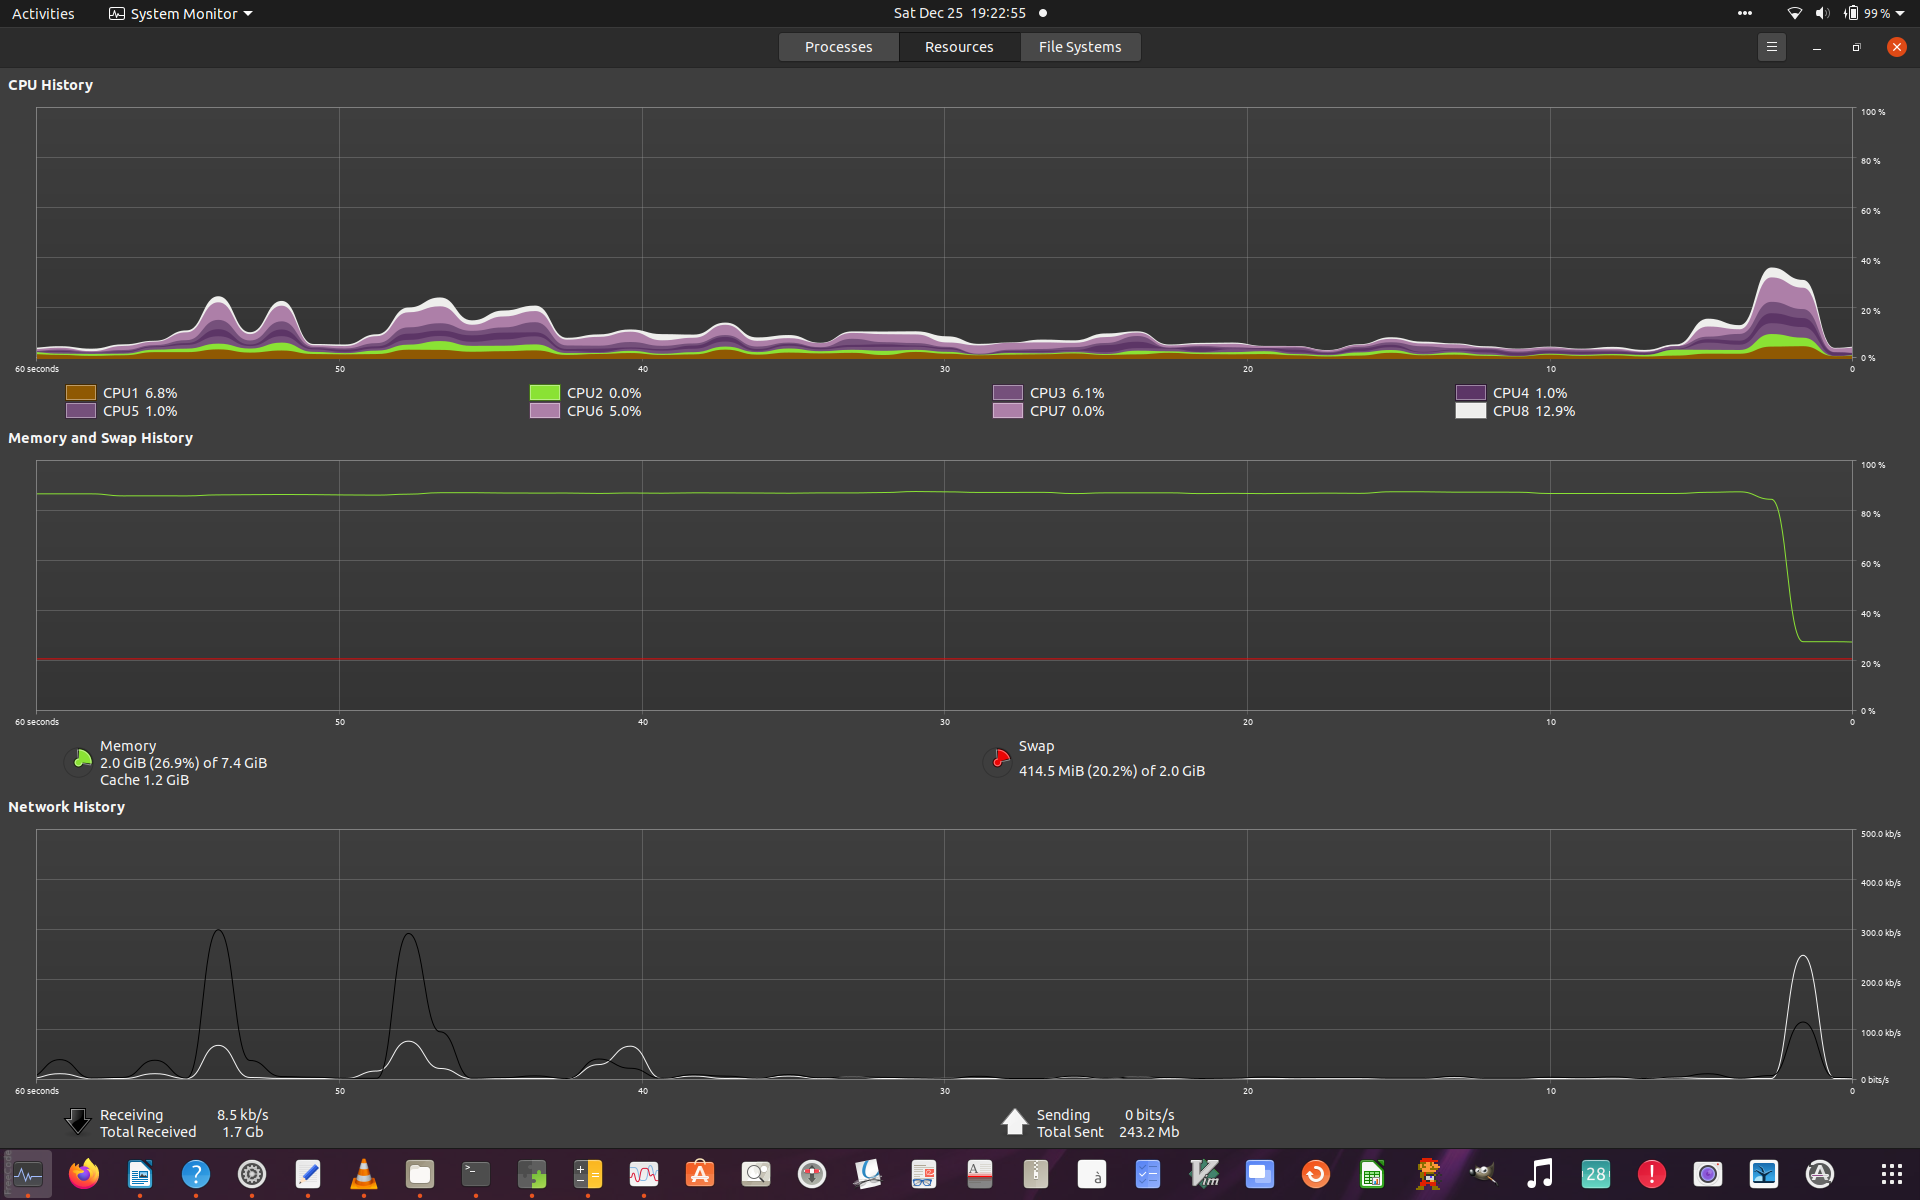 Activities System Monitor Sat Dec 25 19:22:55 99 %
Processes Resources File Systems
CPU History
100 %
80 %
60 %
40 %
20 %
0 %
60 seconds 50 40 30 20 10 0
CPU1 6.8% CPU2 0.0% CPU3 6.1% CPU4 1.0%
CPU5 1.0% CPU6 5.0% CPU7 0.0% CPU8 12.9%
Memory and Swap History
100 %
80 %
60 %
40 %
20 %
0 %
60 seconds 50 40 30 20 10 0
Memory
2.0 GiB (26.9%) of 7.4 GiB
Cache 1.2 GiB
Swap
414.5 MiB (20.2%) of 2.0 GiB
Network History
500.0 kb/s
400.0 kb/s
300.0 kb/s
200.0 kb/s
100.0 kb/s
0 bits/s
60 seconds 50 40 30 20 10 0
Receiving 8.5 kb/s
Total Received 1.7 Gb
Sending 0 bits/s
Total Sent 243.2 Mb
28